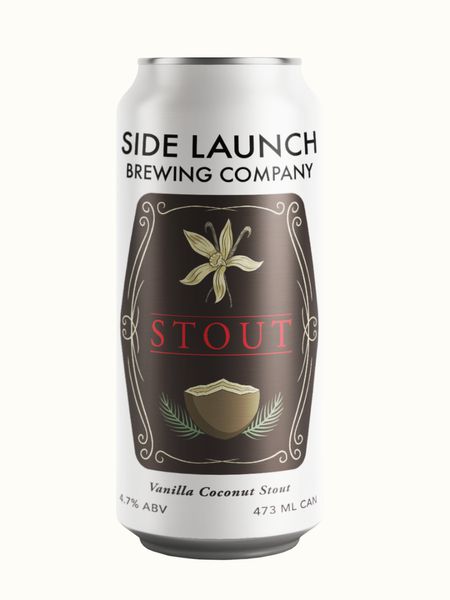 SIDE LAUNCH
BREWING COMPANY
STOUT
Vanilla Coconut Stout
4.7% ABV 473 ML CAN